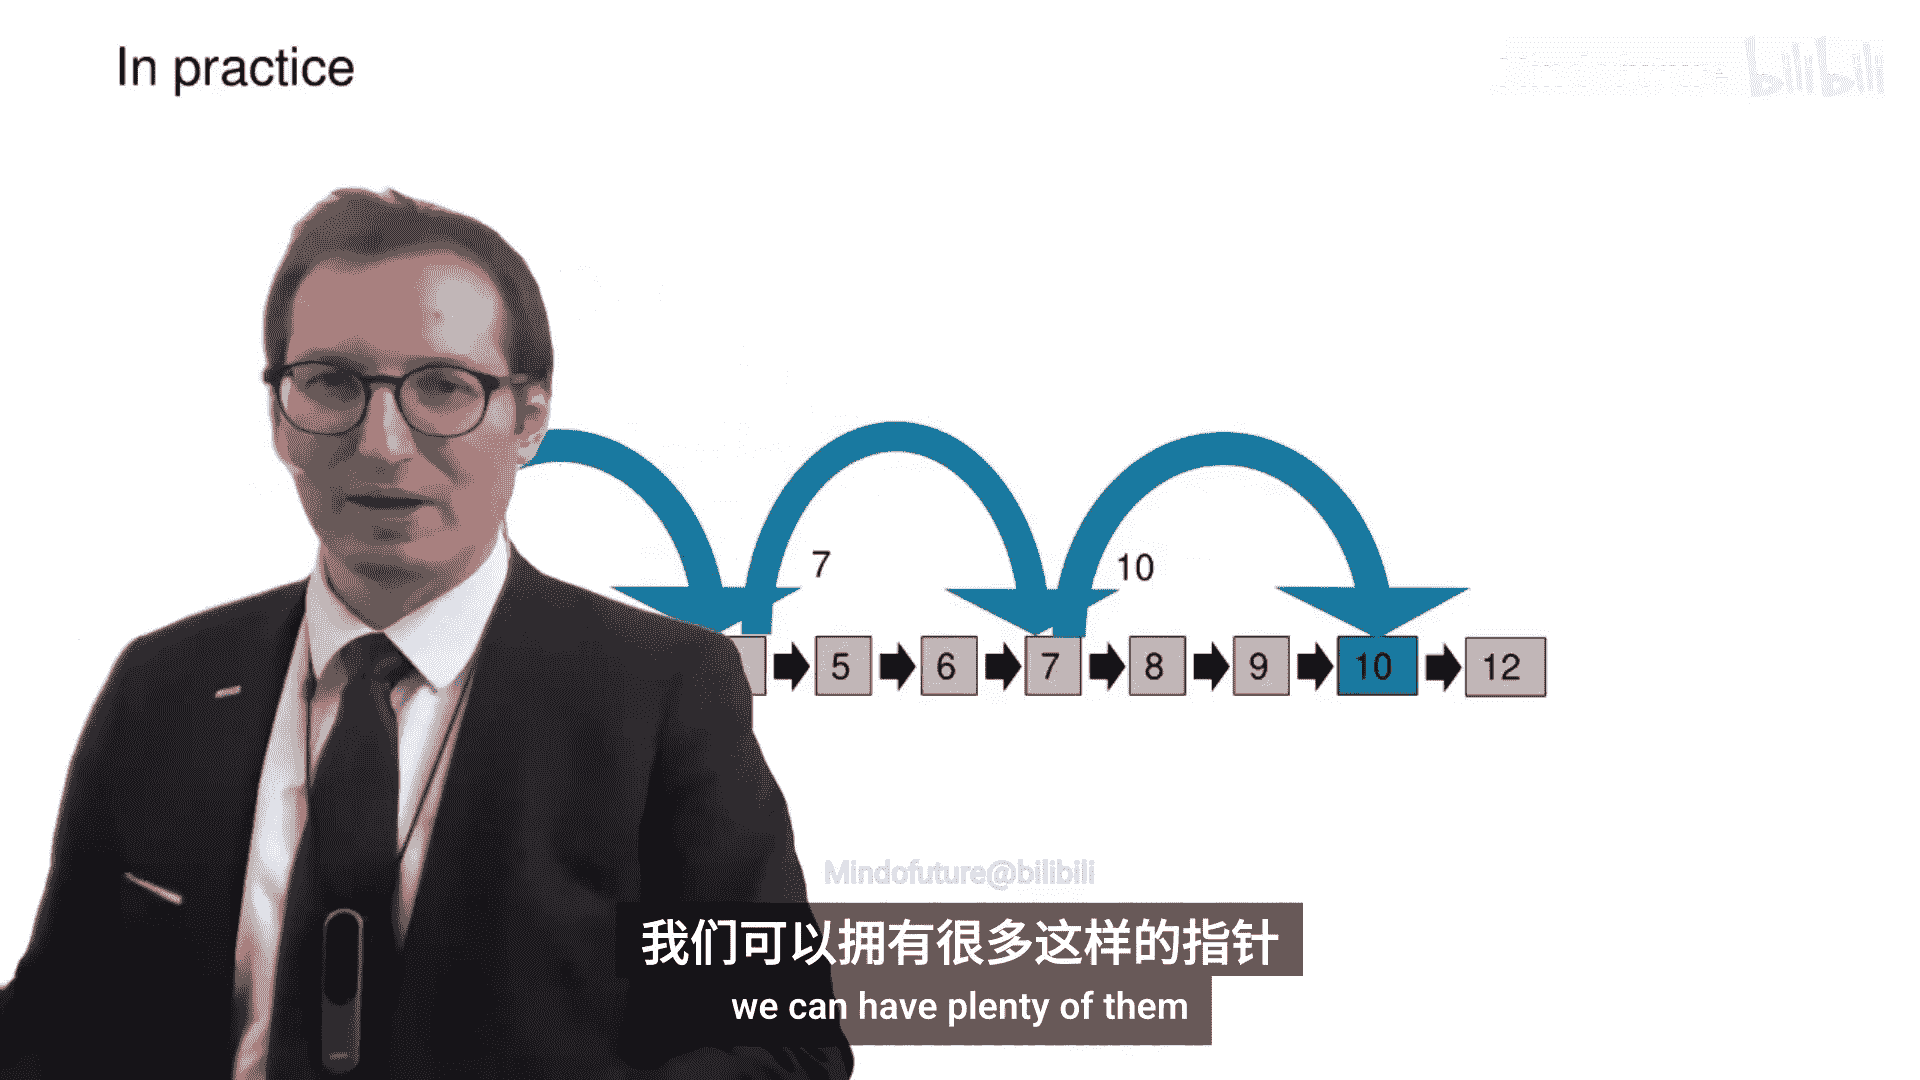 In practice
bilibili
7
10
5 6 7 8 9 10 12
Mindofuture@bilibili
我们可以拥有很多这样的指针
we can have plenty of them